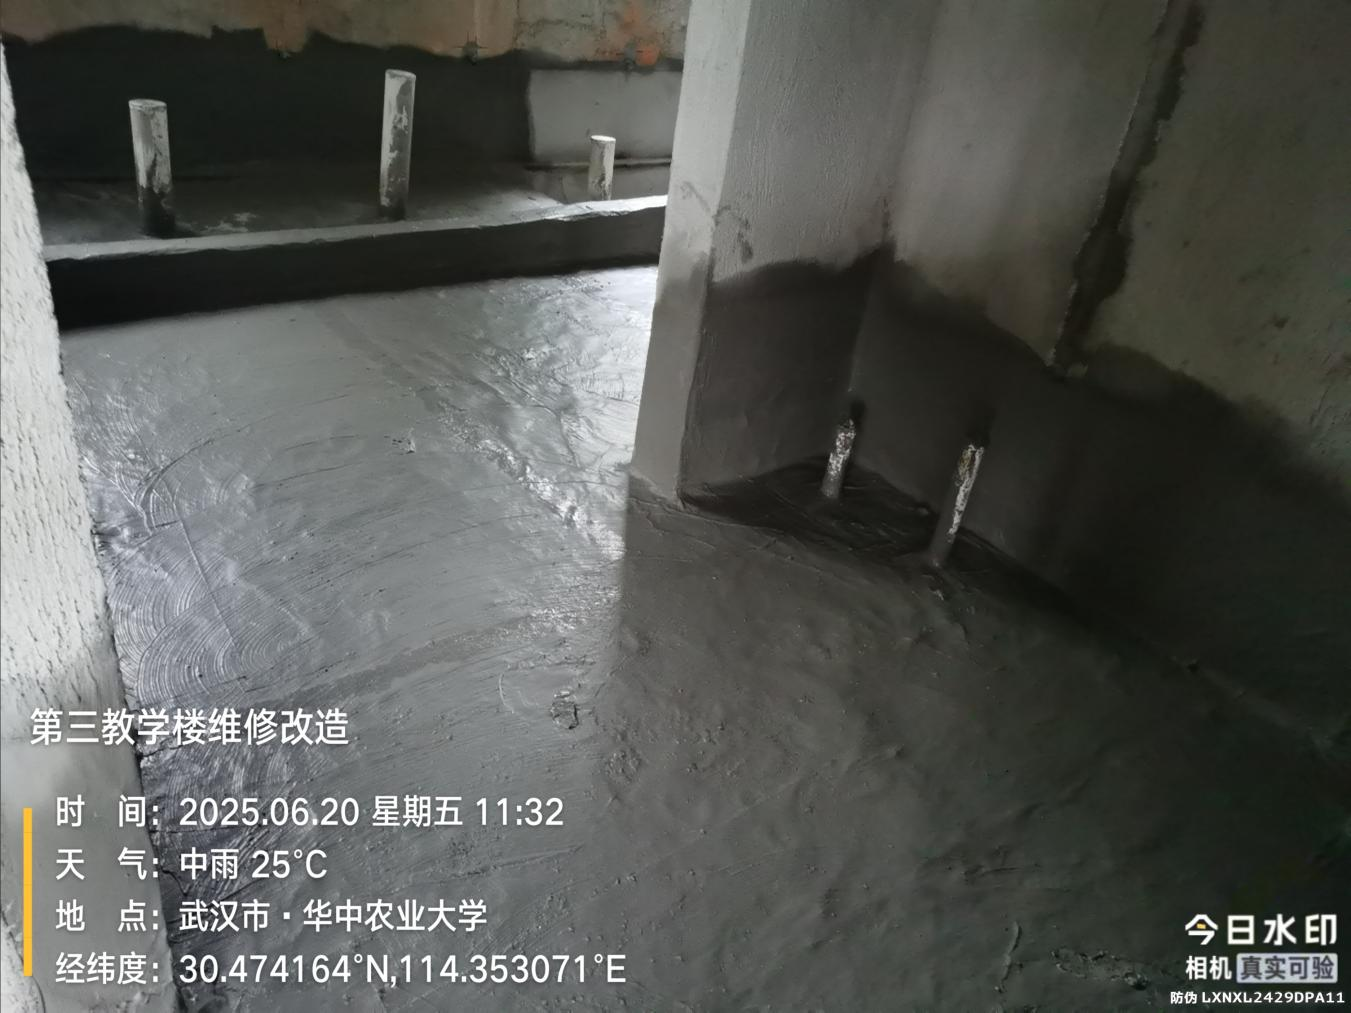 第三教学楼维修改造
时 间：2025.06.20 星期五 11:32
天 气：中雨 25°C
地 点：武汉市·华中农业大学
经纬度：30.474164°N,114.353071°E
今日水印
相机 真实可验
防伪 LXNXL2429DPA11